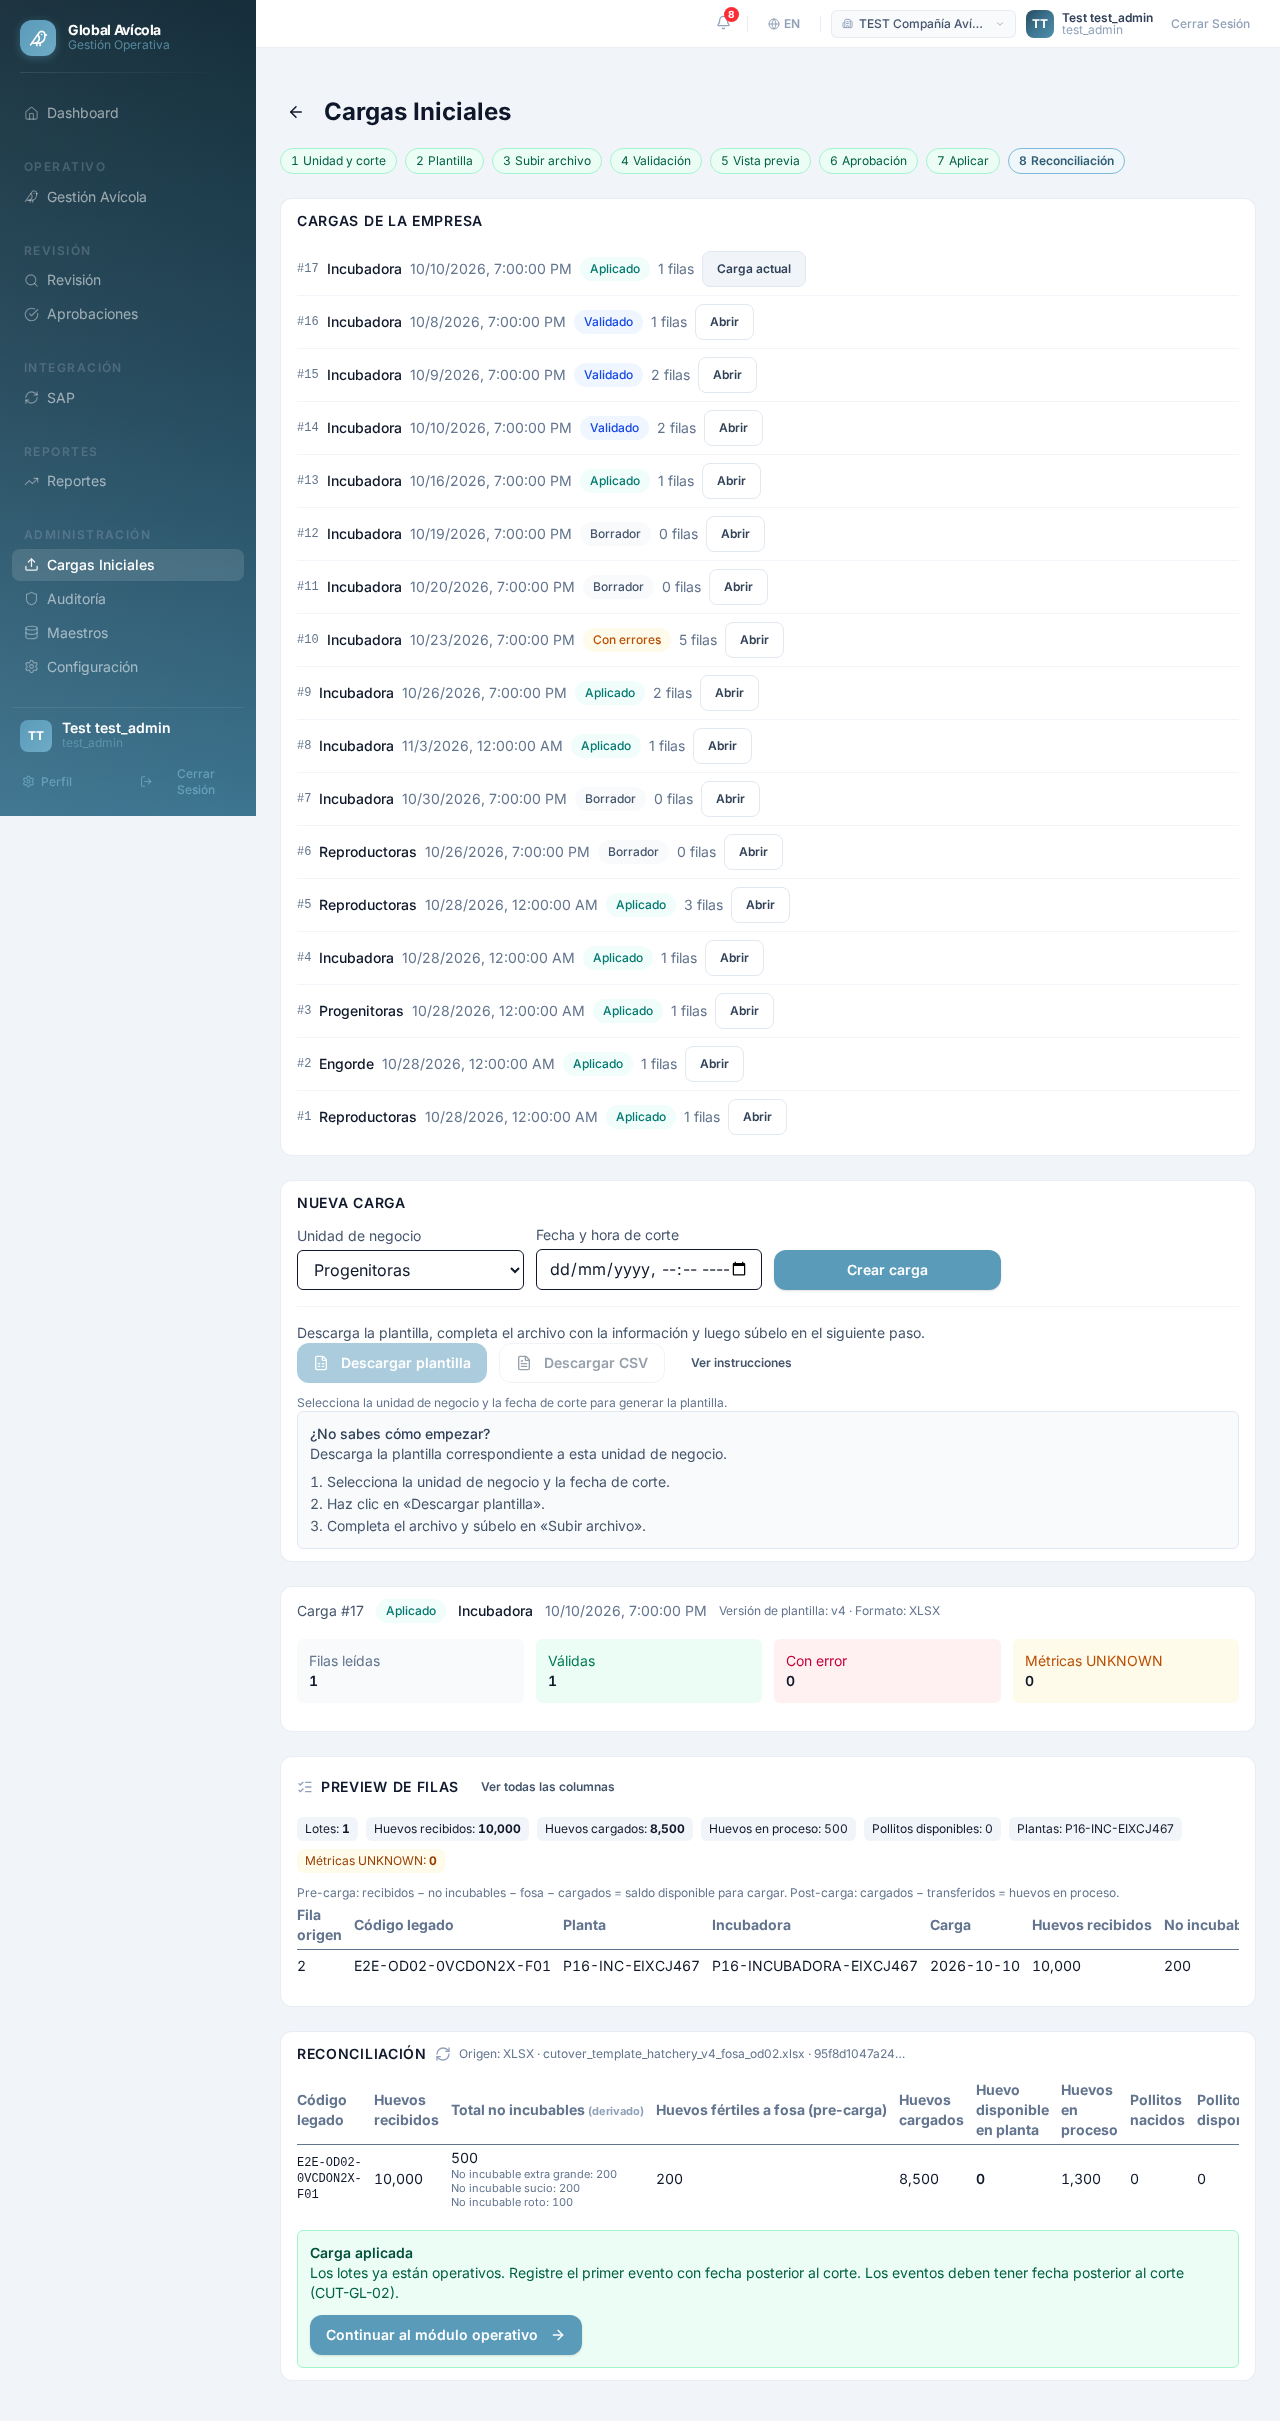 Global Avícola
Gestión Operativa
8
EN
TEST Compañía Aví...
TT
Test test_admin
test_admin
Cerrar Sesión
Dashboard
OPERATIVO
Gestión Avícola
REVISIÓN
Revisión
Aprobaciones
INTEGRACIÓN
SAP
REPORTES
Reportes
ADMINISTRACIÓN
Cargas Iniciales
Auditoría
Maestros
Configuración
TT
Test test_admin
test_admin
Perfil
Cerrar
Sesión
Cargas Iniciales
1 Unidad y corte
2 Plantilla
3 Subir archivo
4 Validación
5 Vista previa
6 Aprobación
7 Aplicar
8 Reconciliación
CARGAS DE LA EMPRESA
#17 Incubadora 10/10/2026, 7:00:00 PM Aplicado 1 filas Carga actual
#16 Incubadora 10/8/2026, 7:00:00 PM Validado 1 filas Abrir
#15 Incubadora 10/9/2026, 7:00:00 PM Validado 2 filas Abrir
#14 Incubadora 10/10/2026, 7:00:00 PM Validado 2 filas Abrir
#13 Incubadora 10/16/2026, 7:00:00 PM Aplicado 1 filas Abrir
#12 Incubadora 10/19/2026, 7:00:00 PM Borrador 0 filas Abrir
#11 Incubadora 10/20/2026, 7:00:00 PM Borrador 0 filas Abrir
#10 Incubadora 10/23/2026, 7:00:00 PM Con errores 5 filas Abrir
#9 Incubadora 10/26/2026, 7:00:00 PM Aplicado 2 filas Abrir
#8 Incubadora 11/3/2026, 12:00:00 AM Aplicado 1 filas Abrir
#7 Incubadora 10/30/2026, 7:00:00 PM Borrador 0 filas Abrir
#6 Reproductoras 10/26/2026, 7:00:00 PM Borrador 0 filas Abrir
#5 Reproductoras 10/28/2026, 12:00:00 AM Aplicado 3 filas Abrir
#4 Incubadora 10/28/2026, 12:00:00 AM Aplicado 1 filas Abrir
#3 Progenitoras 10/28/2026, 12:00:00 AM Aplicado 1 filas Abrir
#2 Engorde 10/28/2026, 12:00:00 AM Aplicado 1 filas Abrir
#1 Reproductoras 10/28/2026, 12:00:00 AM Aplicado 1 filas Abrir
NUEVA CARGA
Unidad de negocio
Fecha y hora de corte
Progenitoras
dd/mm/yyyy, --:-- ----
Crear carga
Descarga la plantilla, completa el archivo con la información y luego súbelo en el siguiente paso.
Descargar plantilla
Descargar CSV
Ver instrucciones
Selecciona la unidad de negocio y la fecha de corte para generar la plantilla.
¿No sabes cómo empezar?
Descarga la plantilla correspondiente a esta unidad de negocio.
1. Selecciona la unidad de negocio y la fecha de corte.
2. Haz clic en «Descargar plantilla».
3. Completa el archivo y súbelo en «Subir archivo».
Carga #17 Aplicado Incubadora 10/10/2026, 7:00:00 PM Versión de plantilla: v4 · Formato: XLSX
Filas leídas
1
Válidas
1
Con error
0
Métricas UNKNOWN
0
PREVIEW DE FILAS
Ver todas las columnas
Lotes: 1
Huevos recibidos: 10,000
Huevos cargados: 8,500
Huevos en proceso: 500
Pollitos disponibles: 0
Plantas: P16-INC-EIXCJ467
Métricas UNKNOWN: 0
Pre-carga: recibidos − no incubables − fosa − cargados = saldo disponible para cargar. Post-carga: cargados − transferidos = huevos en proceso.
Fila origen Código legado Planta Incubadora Carga Huevos recibidos No incubab
2 E2E-OD02-0VCDON2X-F01 P16-INC-EIXCJ467 P16-INCUBADORA-EIXCJ467 2026-10-10 10,000 200
RECONCILIACIÓN
Origen: XLSX · cutover_template_hatchery_v4_fosa_od02.xlsx · 95f8d1047a24...
Código legado
Huevos recibidos
Total no incubables (derivado)
Huevos fértiles a fosa (pre-carga)
Huevos cargados
Huevo disponible en planta
Huevos en proceso
Pollitos nacidos
Pollito dispor
E2E-OD02-
0VCDON2X-
F01
10,000
500
No incubable extra grande: 200
No incubable sucio: 200
No incubable roto: 100
200
8,500
0
1,300
0
0
Carga aplicada
Los lotes ya están operativos. Registre el primer evento con fecha posterior al corte. Los eventos deben tener fecha posterior al corte
(CUT-GL-02).
Continuar al módulo operativo